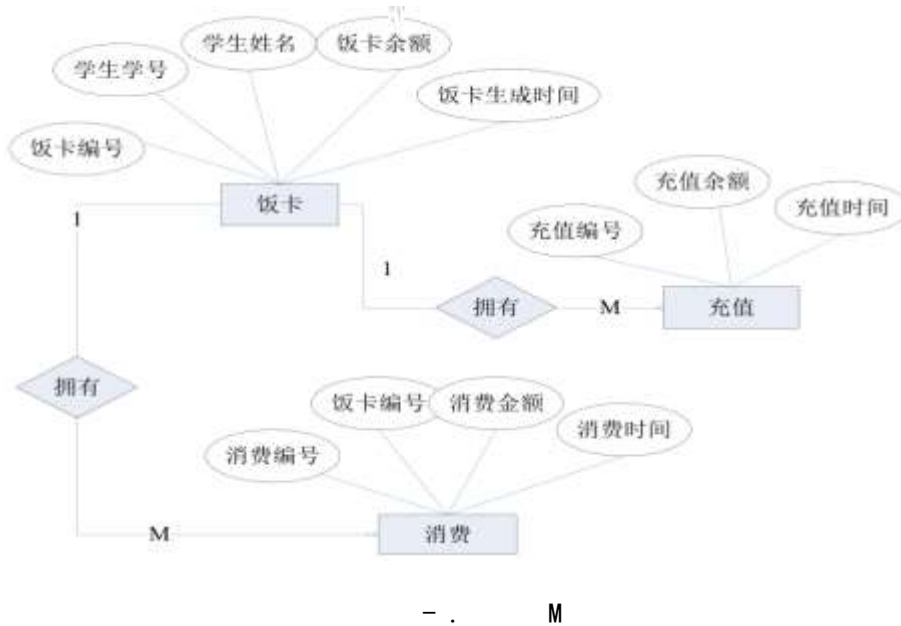 学生姓名
饭卡余额
学生学号
饭卡生成时间
饭卡编号
充值余额
饭卡
充值时间
1
充值编号
1
拥有
M
充值
拥有
饭卡编号
消费金额
消费时间
消费编号
M
消费
- . M